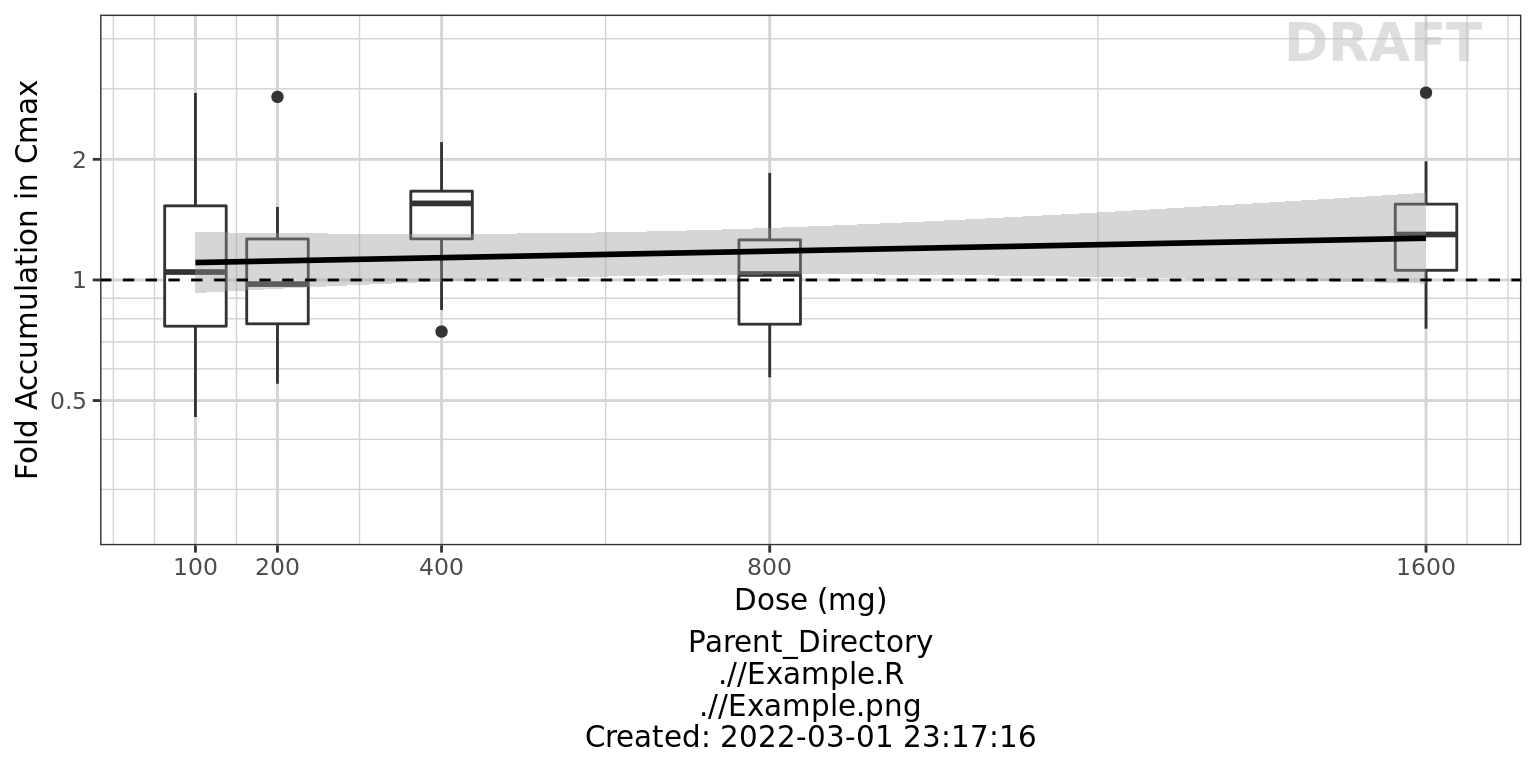 DRAFT
Fold Accumulation in Cmax
2
1
0.5
100 200 400 800 1600
Dose (mg)
Parent_Directory
.//Example.R
.//Example.png
Created: 2022-03-01 23:17:16